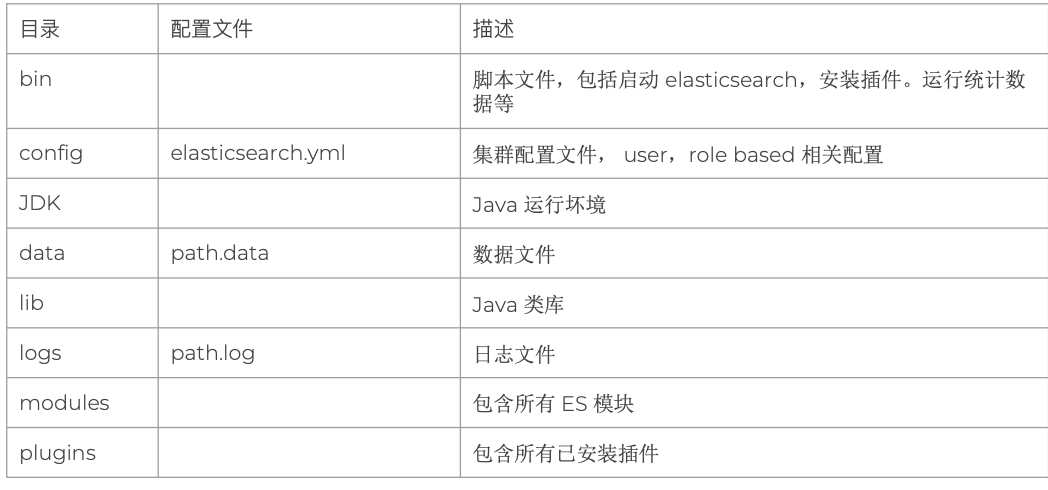 目录 配置文件 描述
bin 脚本文件，包括启动 elasticsearch，安装插件。运行统计数
据等
config elasticsearch.yml 集群配置文件， user，role based 相关配置
JDK Java 运行坏境
data path.data 数据文件
lib Java 类库
logs path.log 日志文件
modules 包含所有 ES 模块
plugins 包含所有已安装插件